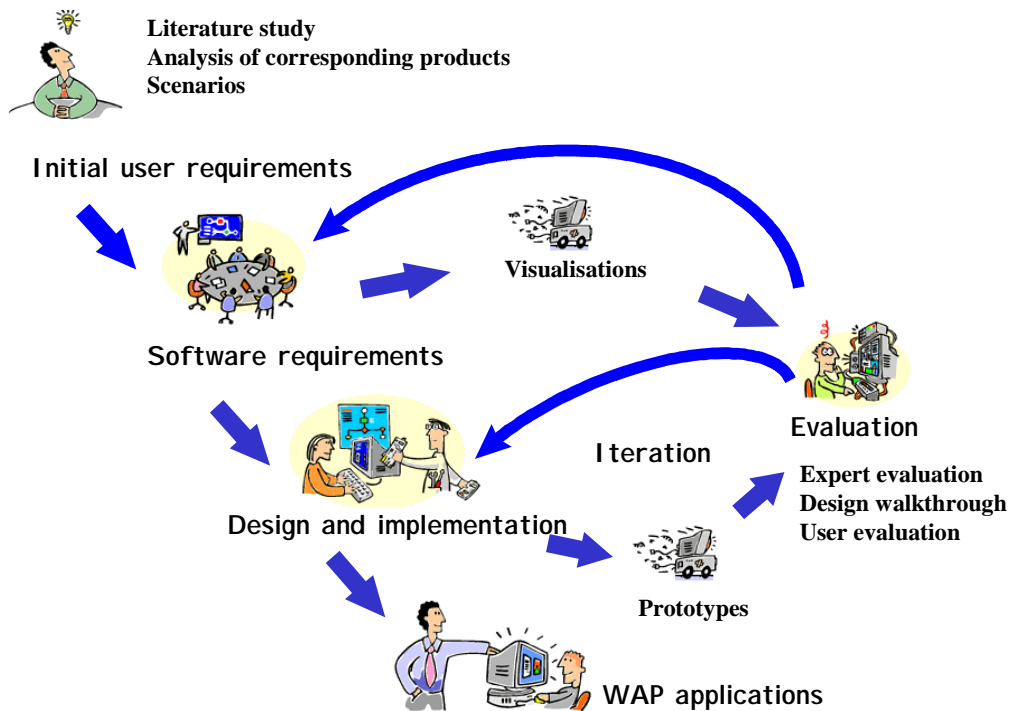 Literature study
Analysis of corresponding products
Scenarios
Initial user requirements
Visualisations
Software requirements
Evaluation
Iteration
Expert evaluation
Design walkthrough
User evaluation
Design and implementation
Prototypes
WAP applications